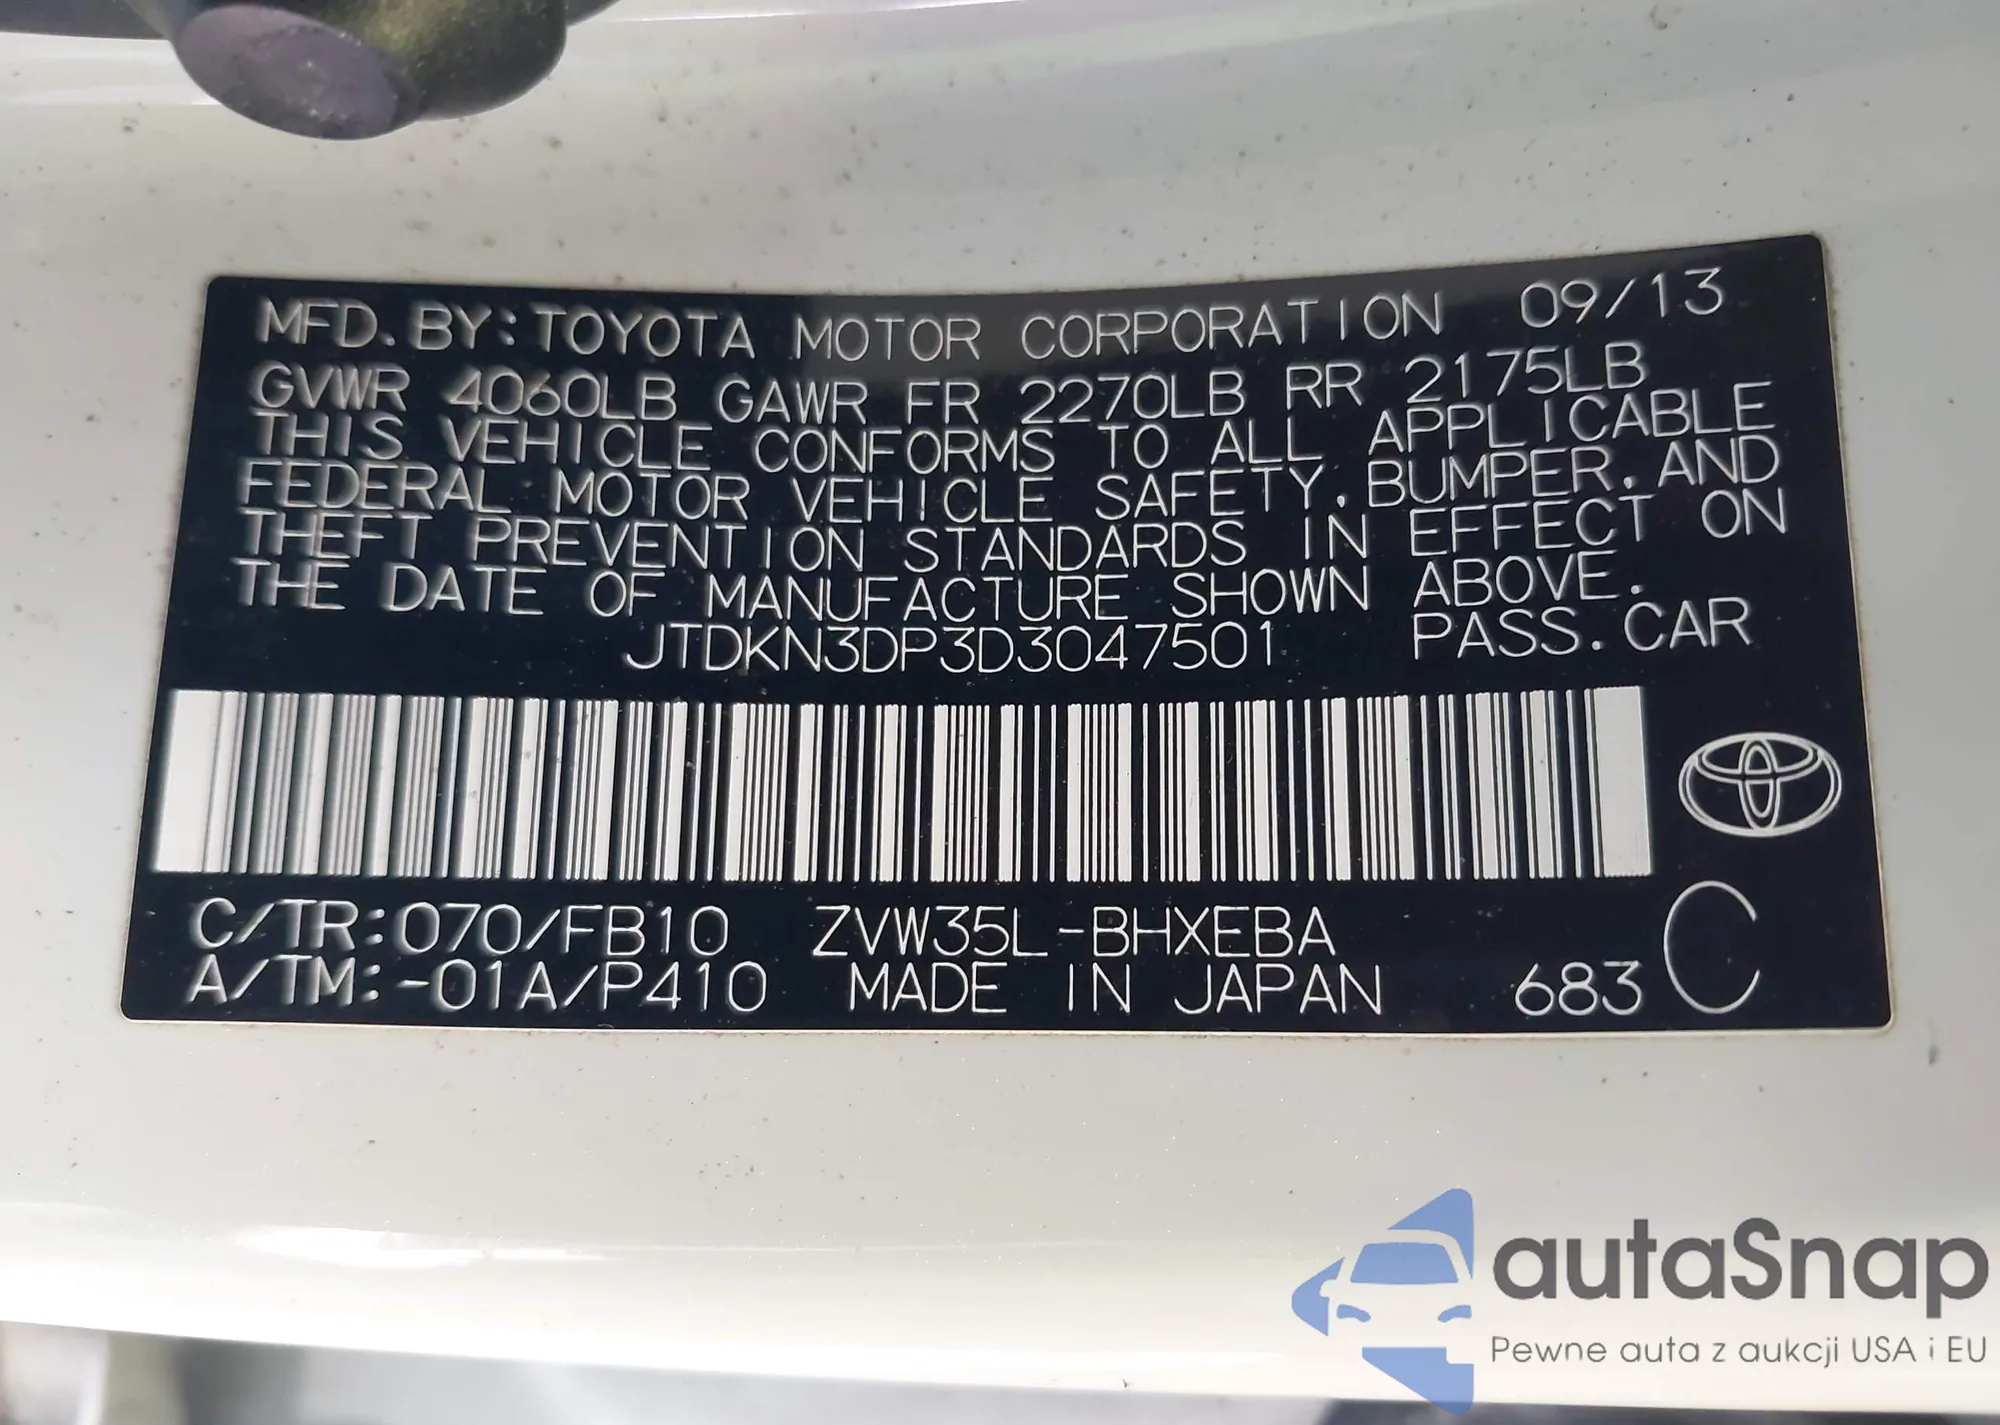 MFD. BY: TOYOTA MOTOR CORPORATION 09/13
GVWR 4060LB GAWR FR 2270LB RR 2175LB
THIS VEHICLE CONFORMS TO ALL APPLICABLE
FEDERAL MOTOR VEHICLE SAFETY, BUMPER, AND
THEFT PREVENTION STANDARDS IN EFFECT ON
THE DATE OF MANUFACTURE SHOWN ABOVE.
JTDKN3DP3D3047501 PASS. CAR
C/TR: 070/FB10 ZVW35L-BHXEBA
A/TM: -01A/P410 MADE IN JAPAN 683 C
autaSnap
Pewne auta z aukcji USA i EU